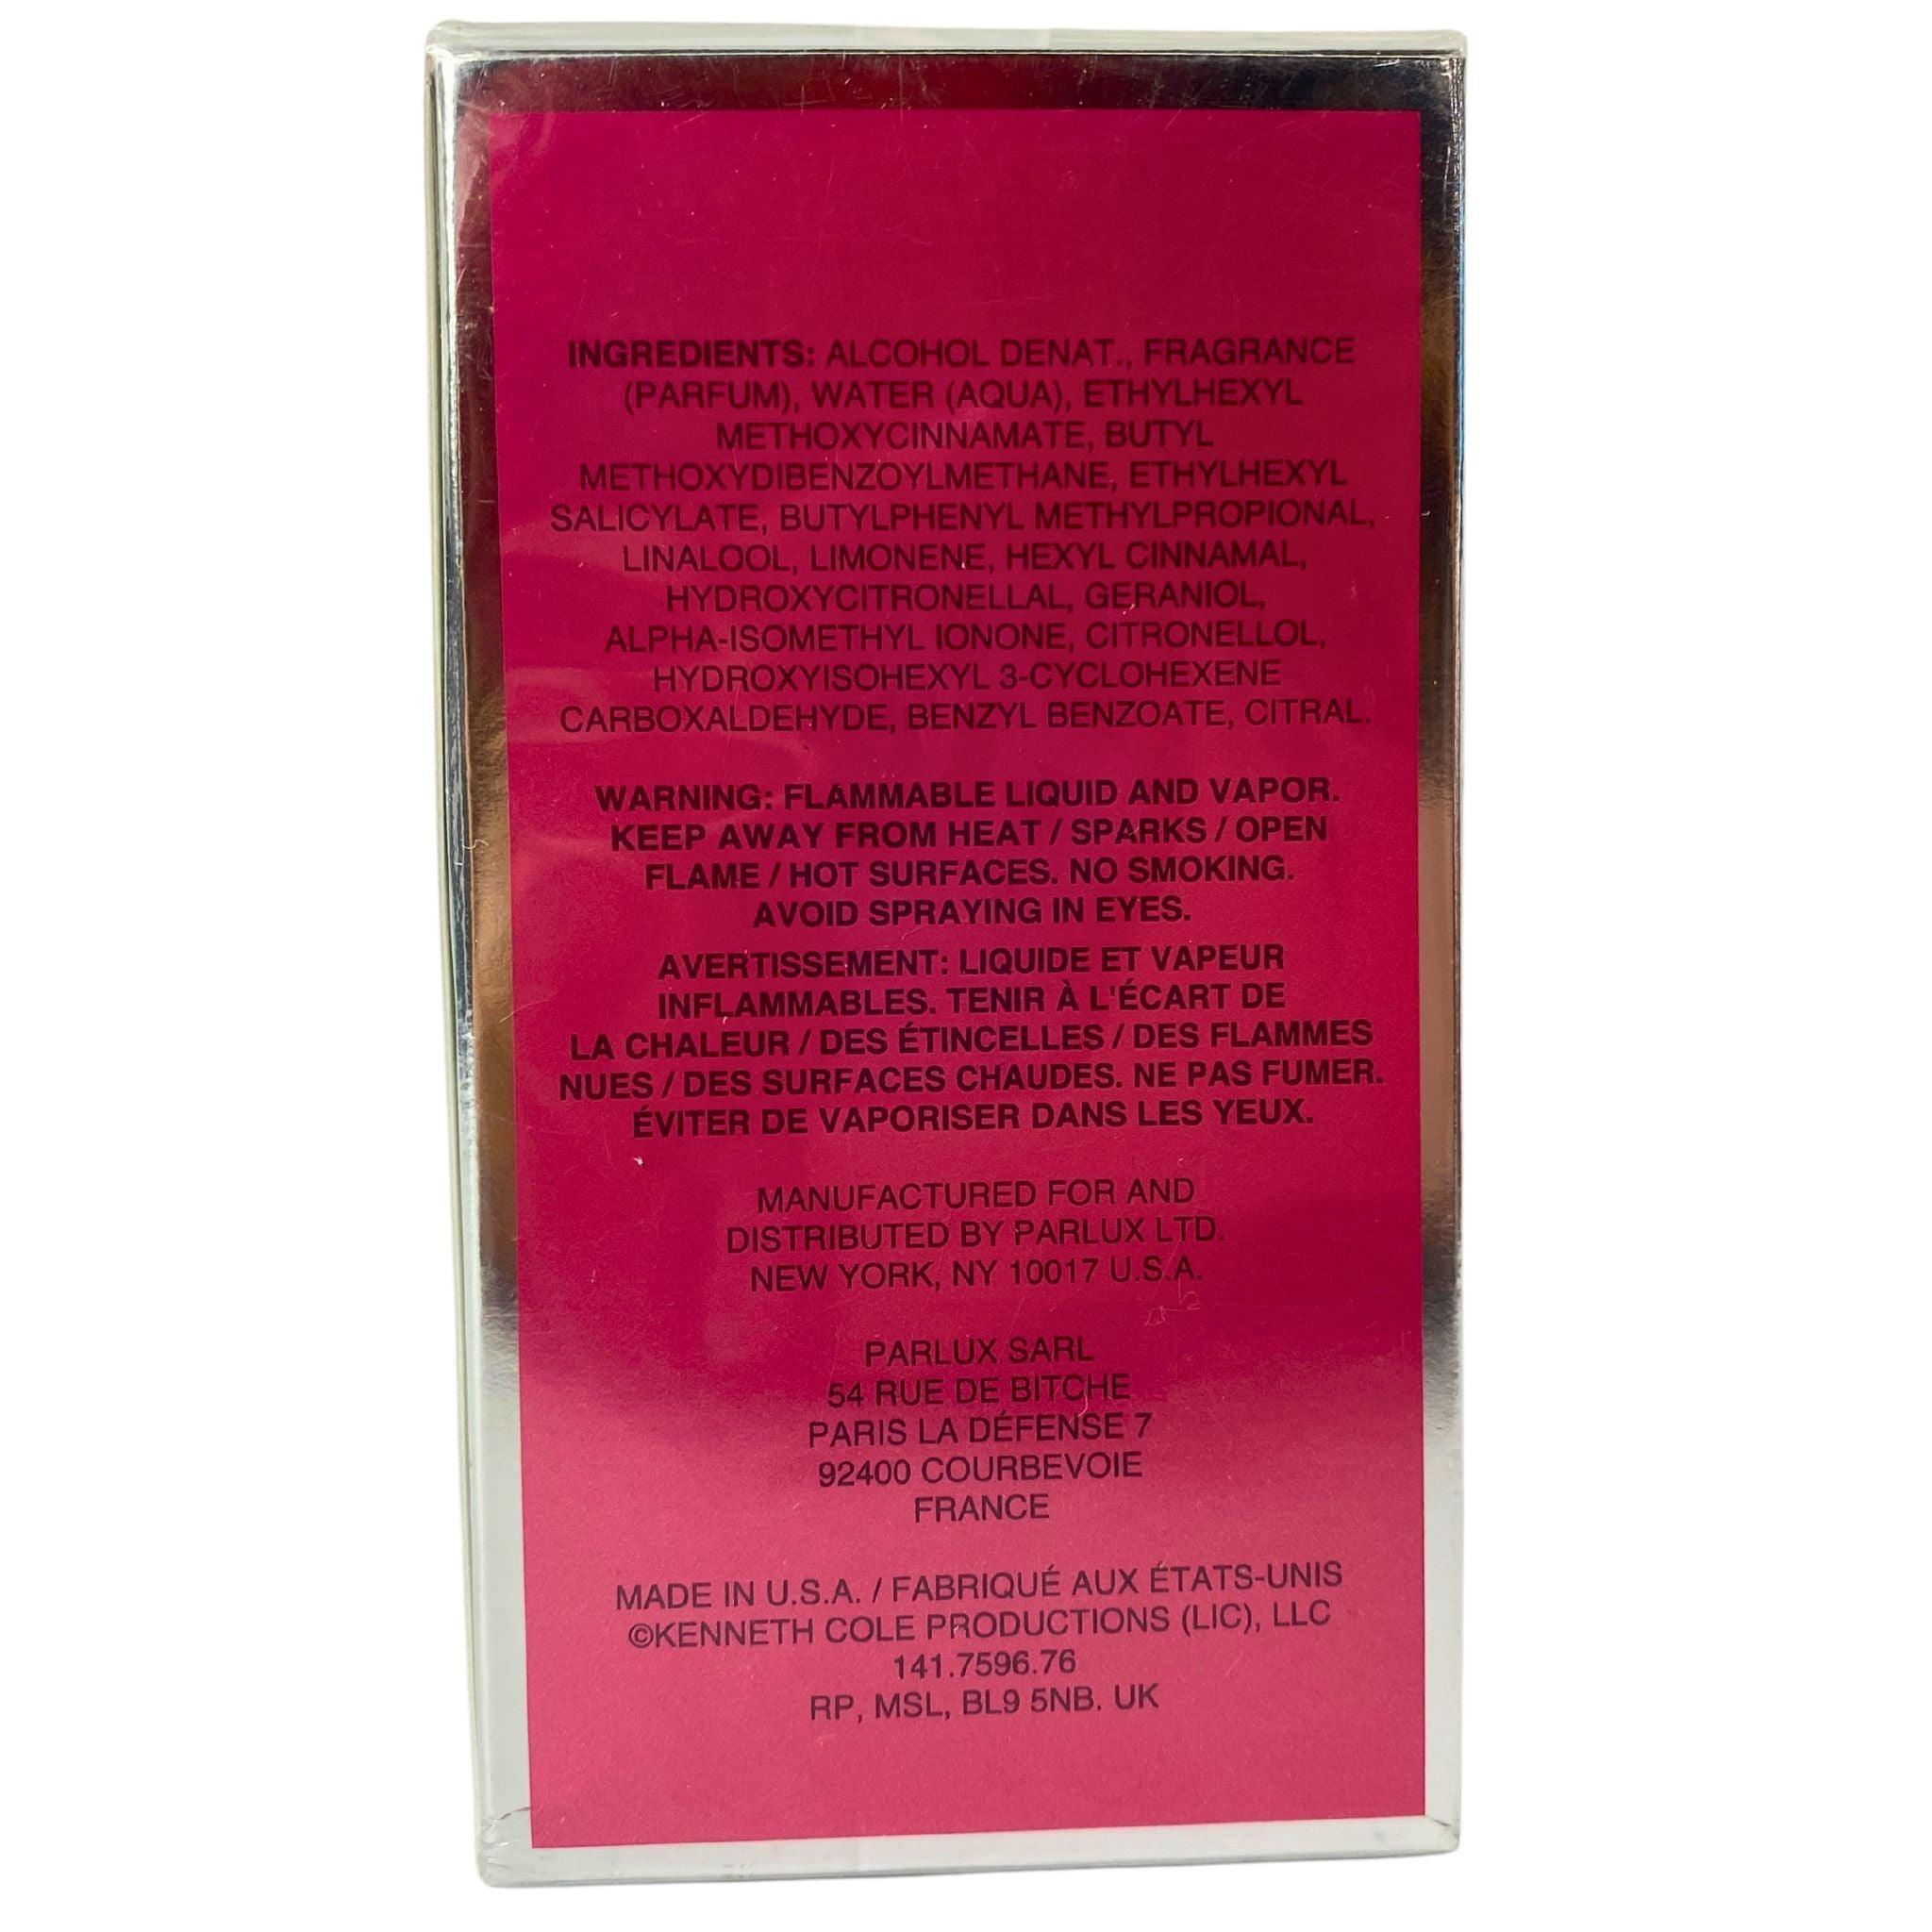 INGREDIENTS: ALCOHOL DENAT., FRAGRANCE
(PARFUM), WATER (AQUA), ETHYLHEXYL
METHOXYCINNAMATE, BUTYL
METHOXYDIBENZOYLMETHANE, ETHYLHEXYL
SALICYLATE, BUTYLPHENYL METHYLPROPIONAL,
LINALOOL, LIMONENE, HEXYL CINNAMAL,
HYDROXYCITRONELLAL, GERANIOL,
ALPHA-ISOMETHYL IONONE, CITRONELLOL,
HYDROXYISOHEXYL 3-CYCLOHEXENE
CARBOXALDEHYDE, BENZYL BENZOATE, CITRAL.
WARNING: FLAMMABLE LIQUID AND VAPOR.
KEEP AWAY FROM HEAT / SPARKS / OPEN
FLAME / HOT SURFACES. NO SMOKING.
AVOID SPRAYING IN EYES.
AVERTISSEMENT: LIQUIDE ET VAPEUR
INFLAMMABLES. TENIR À L'ÉCART DE
LA CHALEUR / DES ÉTINCELLES / DES FLAMMES
NUES / DES SURFACES CHAUDES. NE PAS FUMER.
ÉVITER DE VAPORISER DANS LES YEUX.
MANUFACTURED FOR AND
DISTRIBUTED BY PARLUX LTD.
NEW YORK, NY 10017 U.S.A.
PARLUX SARL
54 RUE DE BITCHE
PARIS LA DÉFENSE 7
92400 COURBEVOIE
FRANCE
MADE IN U.S.A. / FABRIQUÉ AUX ÉTATS-UNIS
©KENNETH COLE PRODUCTIONS (LIC), LLC
141.7596.76
RP, MSL, BL9 5NB. UK